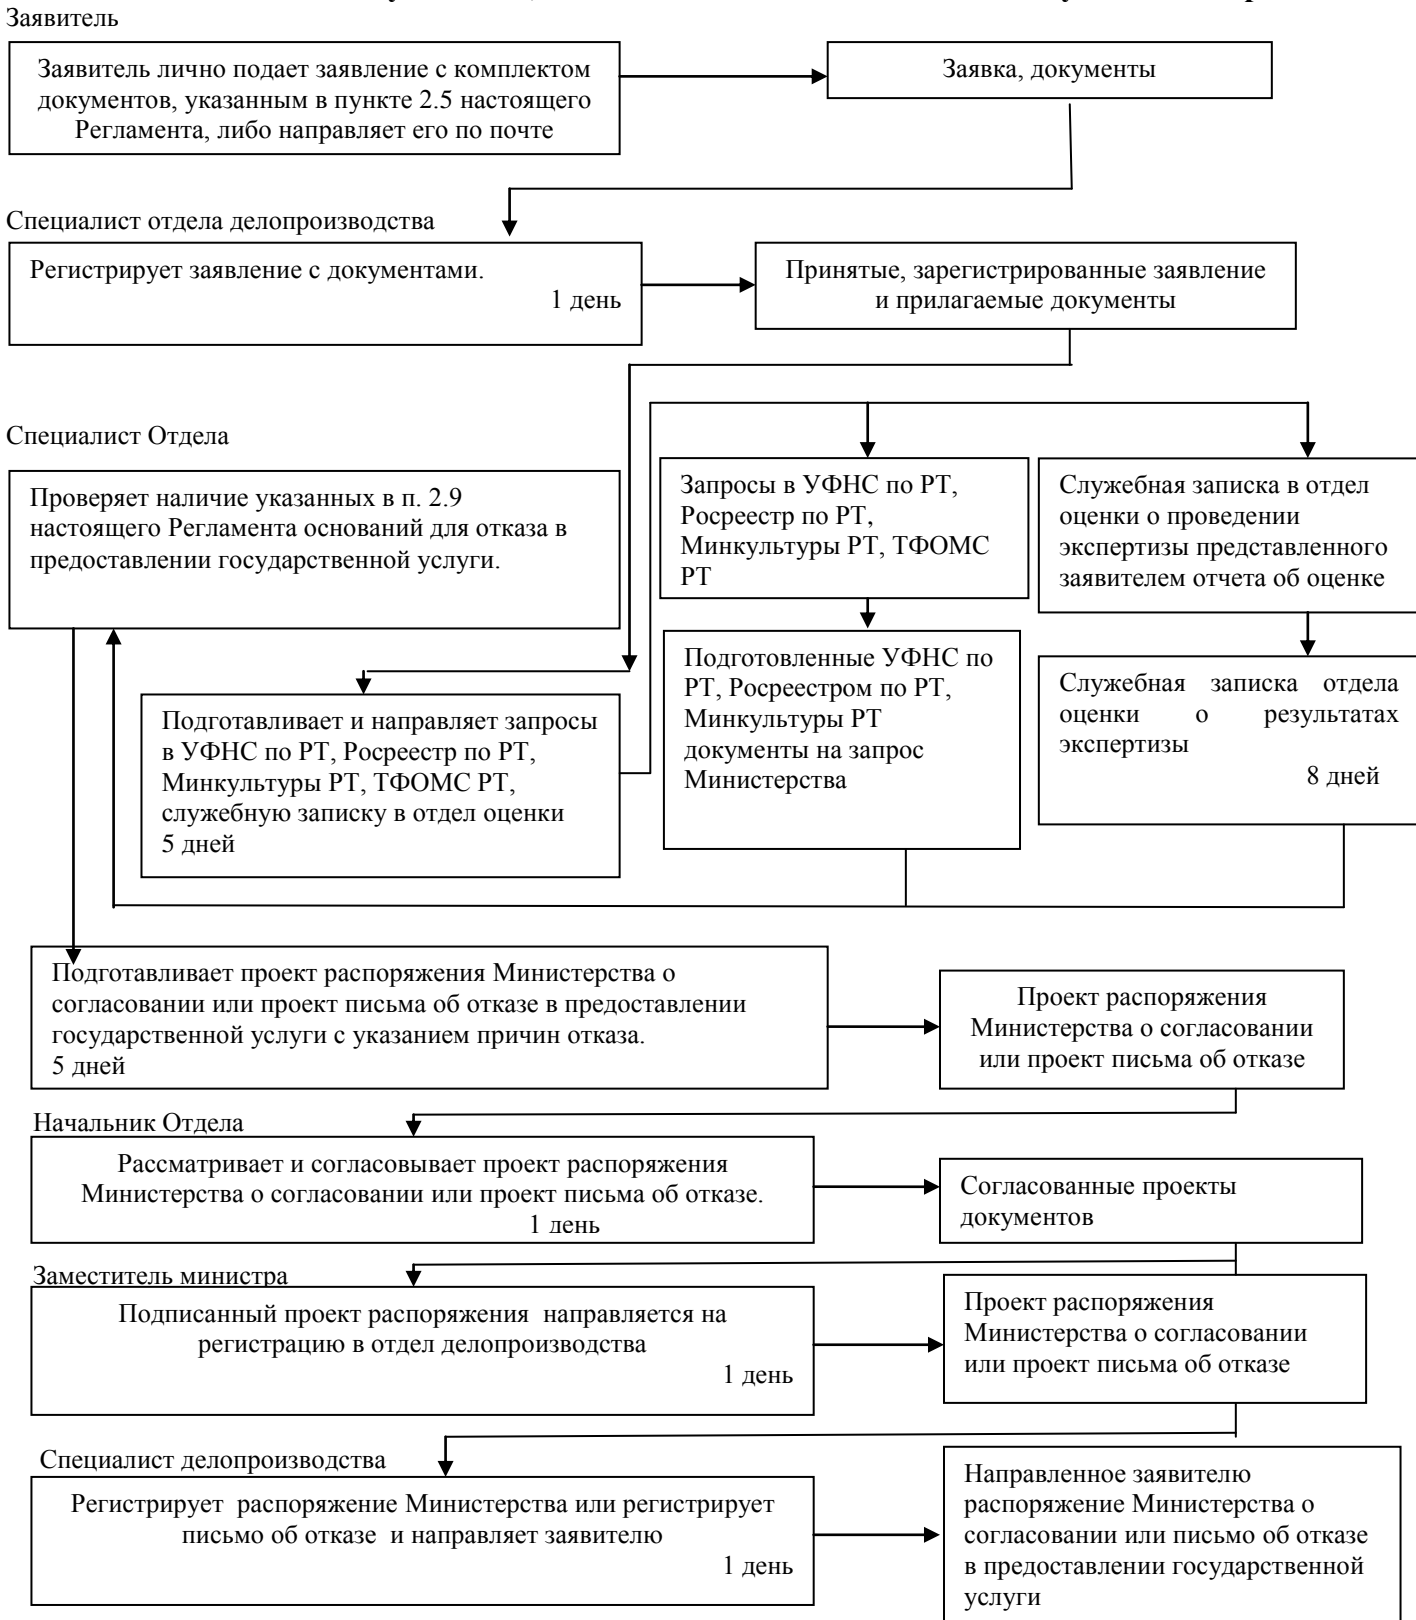 Заявитель
Заявитель лично подает заявление с комплектом
документов, указанным в пункте 2.5 настоящего
Регламента, либо направляет его по почте
Заявка, документы
Специалист отдела делопроизводства
Регистрирует заявление с документами.
1 день
Принятые, зарегистрированные заявление
и прилагаемые документы
Специалист Отдела
Проверяет наличие указанных в п. 2.9
настоящего Регламента оснований для отказа в
предоставлении государственной услуги.
Запросы в УФНС по РТ,
Росреестр по РТ,
Минкультуры РТ, ТФОМС
РТ
Служебная записка в отдел
оценки о проведении
экспертизы представленного
заявителем отчета об оценке
Подготавливает и направляет запросы
в УФНС по РТ, Росреестр по РТ,
Минкультуры РТ, ТФОМС РТ,
служебную записку в отдел оценки
5 дней
Подготовленные УФНС по
РТ, Росреестром по РТ,
Минкультуры РТ
документы на запрос
Министерства
Служебная записка отдела
оценки о результатах
экспертизы
8 дней
Подготавливает проект распоряжения Министерства о
согласовании или проект письма об отказе в предоставлении
государственной услуги с указанием причин отказа.
5 дней
Проект распоряжения
Министерства о согласовании
или проект письма об отказе
Начальник Отдела
Рассматривает и согласовывает проект распоряжения
Министерства о согласовании или проект письма об отказе.
1 день
Согласованные проекты
документов
Заместитель министра
Подписанный проект распоряжения направляется на
регистрацию в отдел делопроизводства
1 день
Проект распоряжения
Министерства о согласовании
или проект письма об отказе
Специалист делопроизводства
Регистрирует распоряжение Министерства или регистрирует
письмо об отказе и направляет заявителю
1 день
Направленное заявителю
распоряжение Министерства о
согласовании или письмо об отказе
в предоставлении государственной
услуги